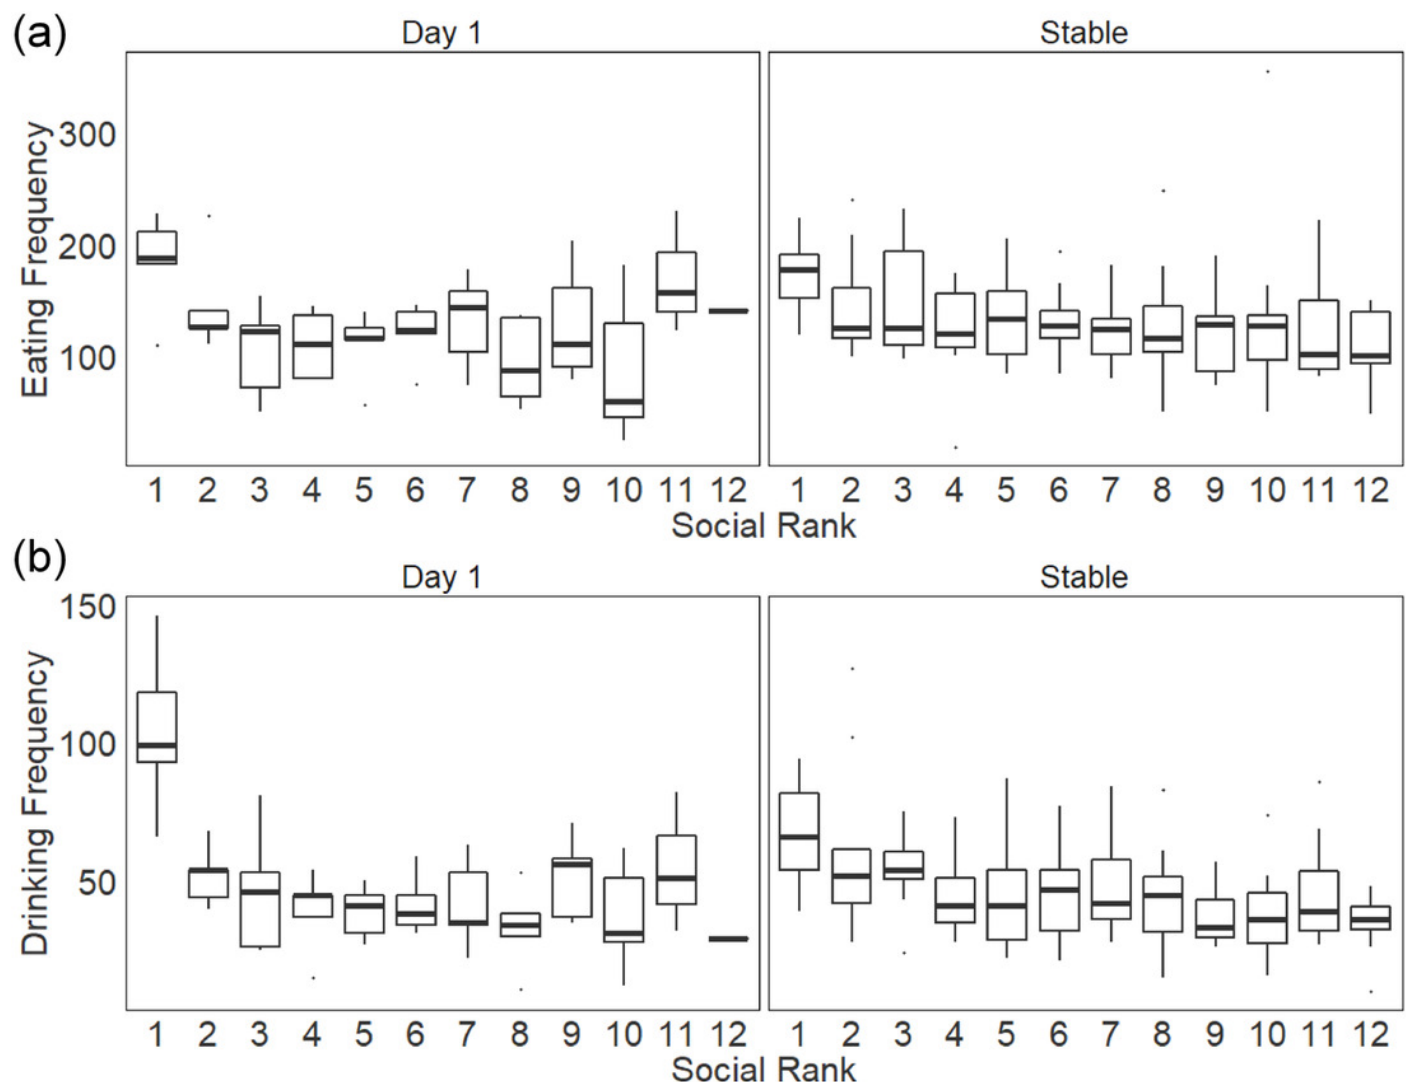 (a)
Day 1 Stable
Eating Frequency
300
200
100
1 2 3 4 5 6 7 8 9 10 11 12 1 2 3 4 5 6 7 8 9 10 11 12
Social Rank
(b)
Day 1 Stable
Drinking Frequency
150
100
50
1 2 3 4 5 6 7 8 9 10 11 12 1 2 3 4 5 6 7 8 9 10 11 12
Social Rank